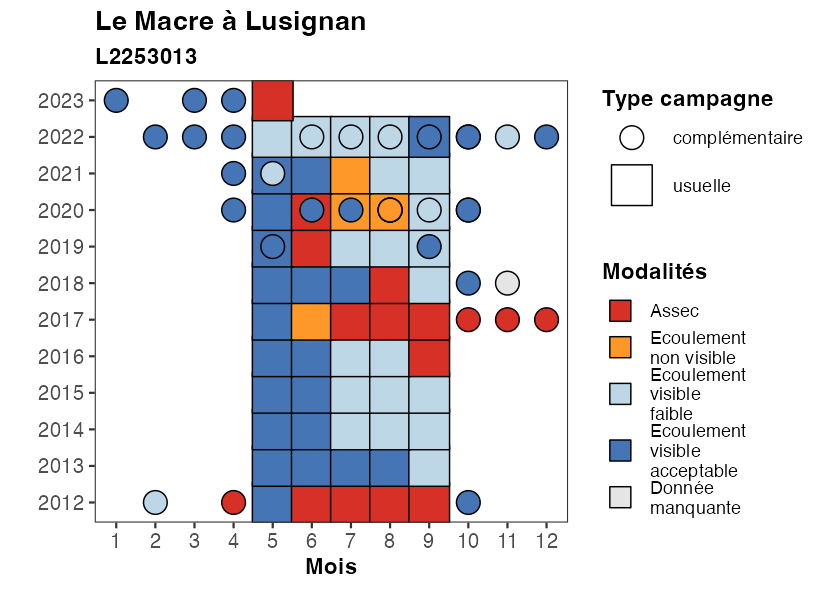 Le Macre à Lusignan
L2253013
2023
2022
2021
2020
2019
2018
2017
2016
2015
2014
2013
2012
1 2 3 4 5 6 7 8 9 10 11 12
Mois
Type campagne
complémentaire
usuelle
Modalités
Assec
Ecoulement
non visible
Ecoulement
visible
faible
Ecoulement
visible
acceptable
Donnée
manquante